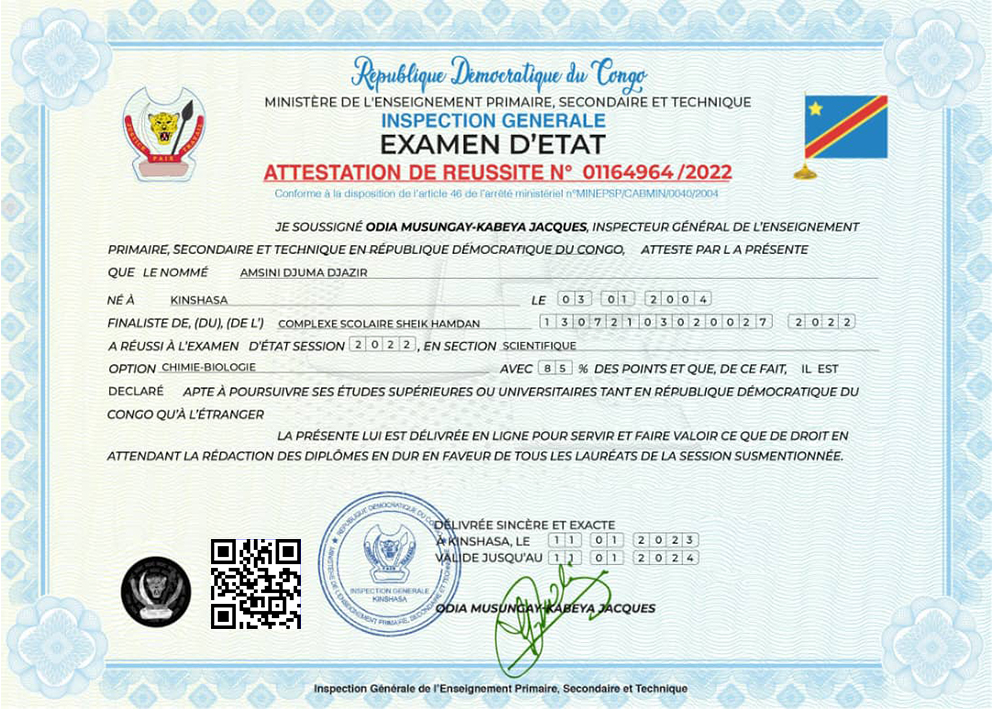 République Démocratique du Congo
MINISTÈRE DE L'ENSEIGNEMENT PRIMAIRE, SECONDAIRE ET TECHNIQUE
INSPECTION GENERALE
EXAMEN D'ETAT
ATTESTATION DE REUSSITE N° 01164964 /2022
Conforme à la disposition de l'article 46 de l'arrêté ministériel n°MINEPSP/CABMIN/0040/2004
JUSTICE PAIX TRAVAIL
JE SOUSSIGNÉ ODIA MUSUNGAY-KABEYA JACQUES, INSPECTEUR GÉNÉRAL DE L'ENSEIGNEMENT
PRIMAIRE, SECONDAIRE ET TECHNIQUE EN RÉPUBLIQUE DÉMOCRATIQUE DU CONGO, ATTESTE PAR L A PRÉSENTE
QUE LE NOMMÉ AMSINI DJUMA DJAZIR
NÉ À KINSHASA LE 03 01 2004
FINALISTE DE, (DU), (DE L') COMPLEXE SCOLAIRE SHEIK HAMDAN 13072103020027 2022
A RÉUSSI À L'EXAMEN D'ÉTAT SESSION 2022, EN SECTION SCIENTIFIQUE
OPTION CHIMIE-BIOLOGIE AVEC 85 % DES POINTS ET QUE, DE CE FAIT, IL EST
DECLARÉ APTE À POURSUIVRE SES ÉTUDES SUPÉRIEURES OU UNIVERSITAIRES TANT EN RÉPUBLIQUE DÉMOCRATIQUE DU
CONGO QU'À L'ÉTRANGER
LA PRÉSENTE LUI EST DÉLIVRÉE EN LIGNE POUR SERVIR ET FAIRE VALOIR CE QUE DE DROIT EN
ATTENDANT LA RÉDACTION DES DIPLÔMES EN DUR EN FAVEUR DE TOUS LES LAURÉATS DE LA SESSION SUSMENTIONNÉE.
DÉLIVRÉE SINCÈRE ET EXACTE
À KINSHASA, LE 11 01 2023
VALIDE JUSQU'AU 11 01 2024
REPUBLIQUE DEMOCRATIQUE DU CONGO
INSPECTION GENERALE
KINSHASA
MINISTERE DE L'ENSEIGNEMENT PRIMAIRE, SECONDAIRE ET TECHNIQUE
ODIA MUSUNGAY-KABEYA JACQUES
Inspection Générale de l'Enseignement Primaire, Secondaire et Technique